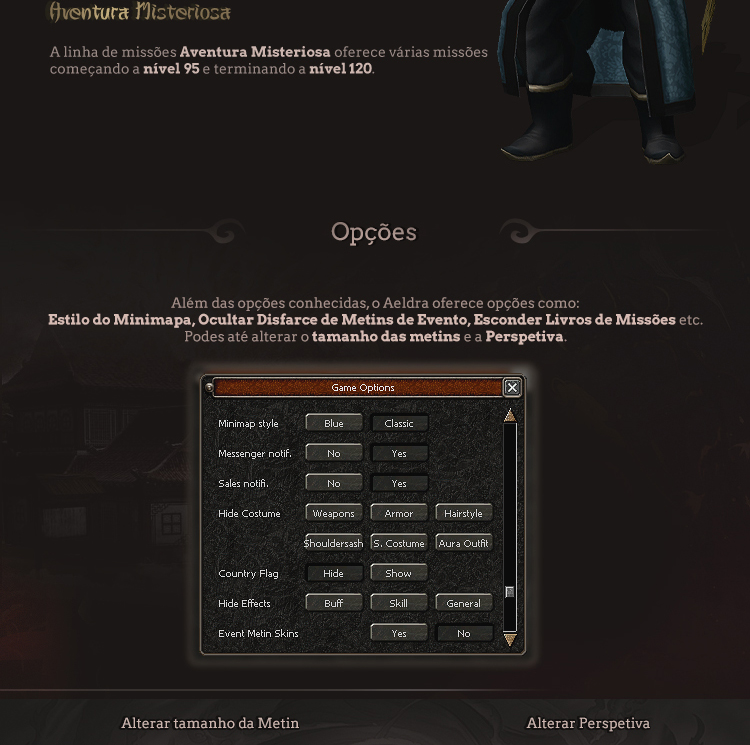 Aventura Misteriosa
A linha de missões Aventura Misteriosa oferece várias missões
começando a nível 95 e terminando a nível 120.
Opções
Além das opções conhecidas, o Aeldra oferece opções como:
Estilo do Minimapa, Ocultar Disfarce de Metins de Evento, Esconder Livros de Missões etc.
Podes até alterar o tamanho das metins e a Perspetiva.
Game Options
Minimap style Blue Classic
Messenger notif. No Yes
Sales notifi. No Yes
Hide Costume Weapons Armor Hairstyle
Shouldersash S. Costume Aura Outfit
Country Flag Hide Show
Hide Effects Buff Skill General
Event Metin Skins Yes No
Alterar tamanho da Metin Alterar Perspetiva